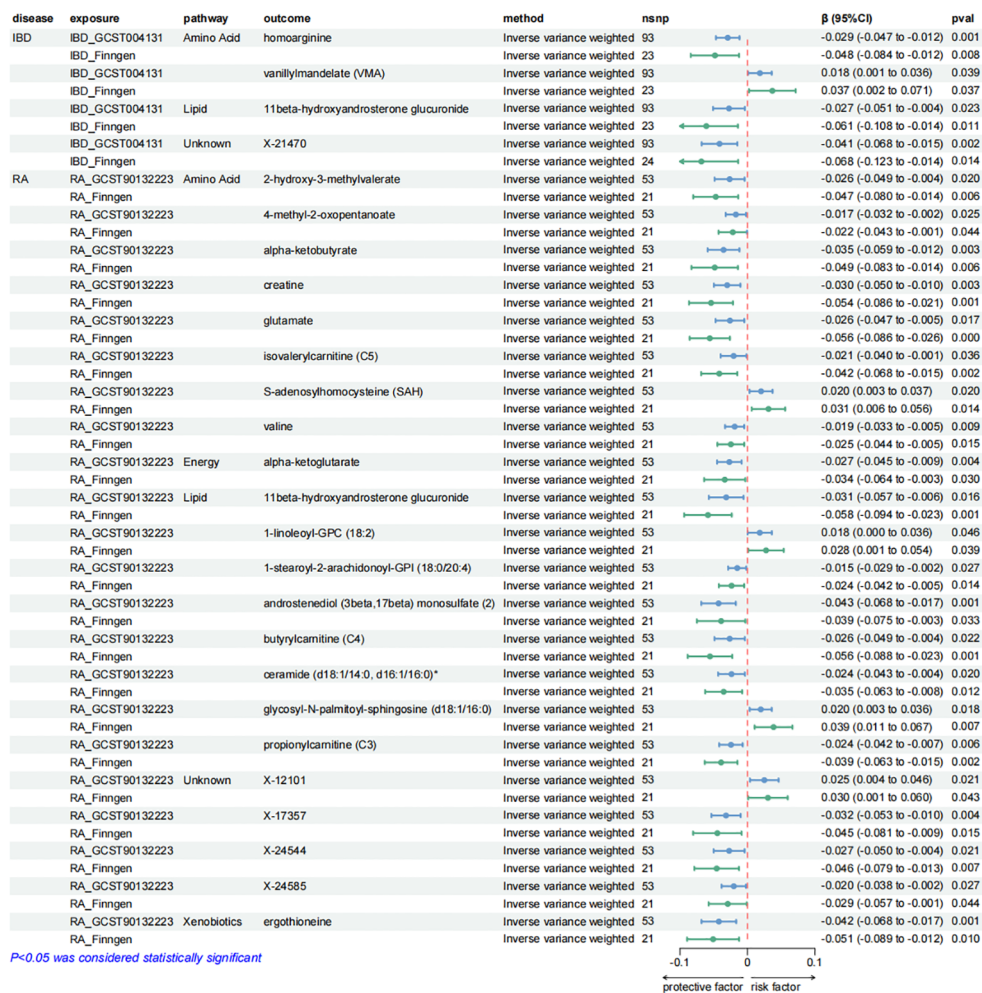 disease exposure pathway outcome method nsnp β (95%CI) pval
IBD IBD_GCST004131 Amino Acid homoarginine Inverse variance weighted 93 -0.029 (-0.047 to -0.012) 0.001
IBD_Finngen Inverse variance weighted 23 -0.048 (-0.084 to -0.012) 0.008
IBD_GCST004131 vanillylmandelate (VMA) Inverse variance weighted 93 0.018 (0.001 to 0.036) 0.039
IBD_Finngen Inverse variance weighted 23 0.037 (0.002 to 0.071) 0.037
IBD_GCST004131 Lipid 11beta-hydroxyandrosterone glucuronide Inverse variance weighted 93 -0.027 (-0.051 to -0.004) 0.023
IBD_Finngen Inverse variance weighted 23 -0.061 (-0.108 to -0.014) 0.011
IBD_GCST004131 Unknown X-21470 Inverse variance weighted 93 -0.041 (-0.068 to -0.015) 0.002
IBD_Finngen Inverse variance weighted 24 -0.068 (-0.123 to -0.014) 0.014
RA RA_GCST90132223 Amino Acid 2-hydroxy-3-methylvalerate Inverse variance weighted 53 -0.026 (-0.049 to -0.004) 0.020
RA_Finngen Inverse variance weighted 21 -0.047 (-0.080 to -0.014) 0.006
RA_GCST90132223 4-methyl-2-oxopentanoate Inverse variance weighted 53 -0.017 (-0.032 to -0.002) 0.025
RA_Finngen Inverse variance weighted 21 -0.022 (-0.043 to -0.001) 0.044
RA_GCST90132223 alpha-ketobutyrate Inverse variance weighted 53 -0.035 (-0.059 to -0.012) 0.003
RA_Finngen Inverse variance weighted 21 -0.049 (-0.083 to -0.014) 0.006
RA_GCST90132223 creatine Inverse variance weighted 53 -0.030 (-0.050 to -0.010) 0.003
RA_Finngen Inverse variance weighted 21 -0.054 (-0.086 to -0.021) 0.001
RA_GCST90132223 glutamate Inverse variance weighted 53 -0.026 (-0.047 to -0.005) 0.017
RA_Finngen Inverse variance weighted 21 -0.056 (-0.086 to -0.026) 0.000
RA_GCST90132223 isovalerylcarnitine (C5) Inverse variance weighted 53 -0.021 (-0.040 to -0.001) 0.036
RA_Finngen Inverse variance weighted 21 -0.042 (-0.068 to -0.015) 0.002
RA_GCST90132223 S-adenosylhomocysteine (SAH) Inverse variance weighted 53 0.020 (0.003 to 0.037) 0.020
RA_Finngen Inverse variance weighted 21 0.031 (0.006 to 0.056) 0.014
RA_GCST90132223 valine Inverse variance weighted 53 -0.019 (-0.033 to -0.005) 0.009
RA_Finngen Inverse variance weighted 21 -0.025 (-0.044 to -0.005) 0.015
RA_GCST90132223 Energy alpha-ketoglutarate Inverse variance weighted 53 -0.027 (-0.045 to -0.009) 0.004
RA_Finngen Inverse variance weighted 21 -0.034 (-0.064 to -0.003) 0.030
RA_GCST90132223 Lipid 11beta-hydroxyandrosterone glucuronide Inverse variance weighted 53 -0.031 (-0.057 to -0.006) 0.016
RA_Finngen Inverse variance weighted 21 -0.058 (-0.094 to -0.023) 0.001
RA_GCST90132223 1-linoleoyl-GPC (18:2) Inverse variance weighted 53 0.018 (0.000 to 0.036) 0.046
RA_Finngen Inverse variance weighted 21 0.028 (0.001 to 0.054) 0.039
RA_GCST90132223 1-stearoyl-2-arachidonoyl-GPI (18:0/20:4) Inverse variance weighted 53 -0.015 (-0.029 to -0.002) 0.027
RA_Finngen Inverse variance weighted 21 -0.024 (-0.042 to -0.005) 0.014
RA_GCST90132223 androstenediol (3beta,17beta) monosulfate (2) Inverse variance weighted 53 -0.043 (-0.068 to -0.017) 0.001
RA_Finngen Inverse variance weighted 21 -0.039 (-0.075 to -0.003) 0.033
RA_GCST90132223 butyrylcarnitine (C4) Inverse variance weighted 53 -0.026 (-0.049 to -0.004) 0.022
RA_Finngen Inverse variance weighted 21 -0.056 (-0.088 to -0.023) 0.001
RA_GCST90132223 ceramide (d18:1/14:0, d16:1/16:0)* Inverse variance weighted 53 -0.024 (-0.043 to -0.004) 0.020
RA_Finngen Inverse variance weighted 21 -0.035 (-0.063 to -0.008) 0.012
RA_GCST90132223 glycosyl-N-palmitoyl-sphingosine (d18:1/16:0) Inverse variance weighted 53 0.020 (0.003 to 0.036) 0.018
RA_Finngen Inverse variance weighted 21 0.039 (0.011 to 0.067) 0.007
RA_GCST90132223 propionylcarnitine (C3) Inverse variance weighted 53 -0.024 (-0.042 to -0.007) 0.006
RA_Finngen Inverse variance weighted 21 -0.039 (-0.063 to -0.015) 0.002
RA_GCST90132223 Unknown X-12101 Inverse variance weighted 53 0.025 (0.004 to 0.046) 0.021
RA_Finngen Inverse variance weighted 21 0.030 (0.001 to 0.060) 0.043
RA_GCST90132223 X-17357 Inverse variance weighted 53 -0.032 (-0.053 to -0.010) 0.004
RA_Finngen Inverse variance weighted 21 -0.045 (-0.081 to -0.009) 0.015
RA_GCST90132223 X-24544 Inverse variance weighted 53 -0.027 (-0.050 to -0.004) 0.021
RA_Finngen Inverse variance weighted 21 -0.046 (-0.079 to -0.013) 0.007
RA_GCST90132223 X-24585 Inverse variance weighted 53 -0.020 (-0.038 to -0.002) 0.027
RA_Finngen Inverse variance weighted 21 -0.029 (-0.057 to -0.001) 0.044
RA_GCST90132223 Xenobiotics ergothioneine Inverse variance weighted 53 -0.042 (-0.068 to -0.017) 0.001
RA_Finngen Inverse variance weighted 21 -0.051 (-0.089 to -0.012) 0.010
P<0.05 was considered statistically significant
-0.1 0 0.1
protective factor risk factor